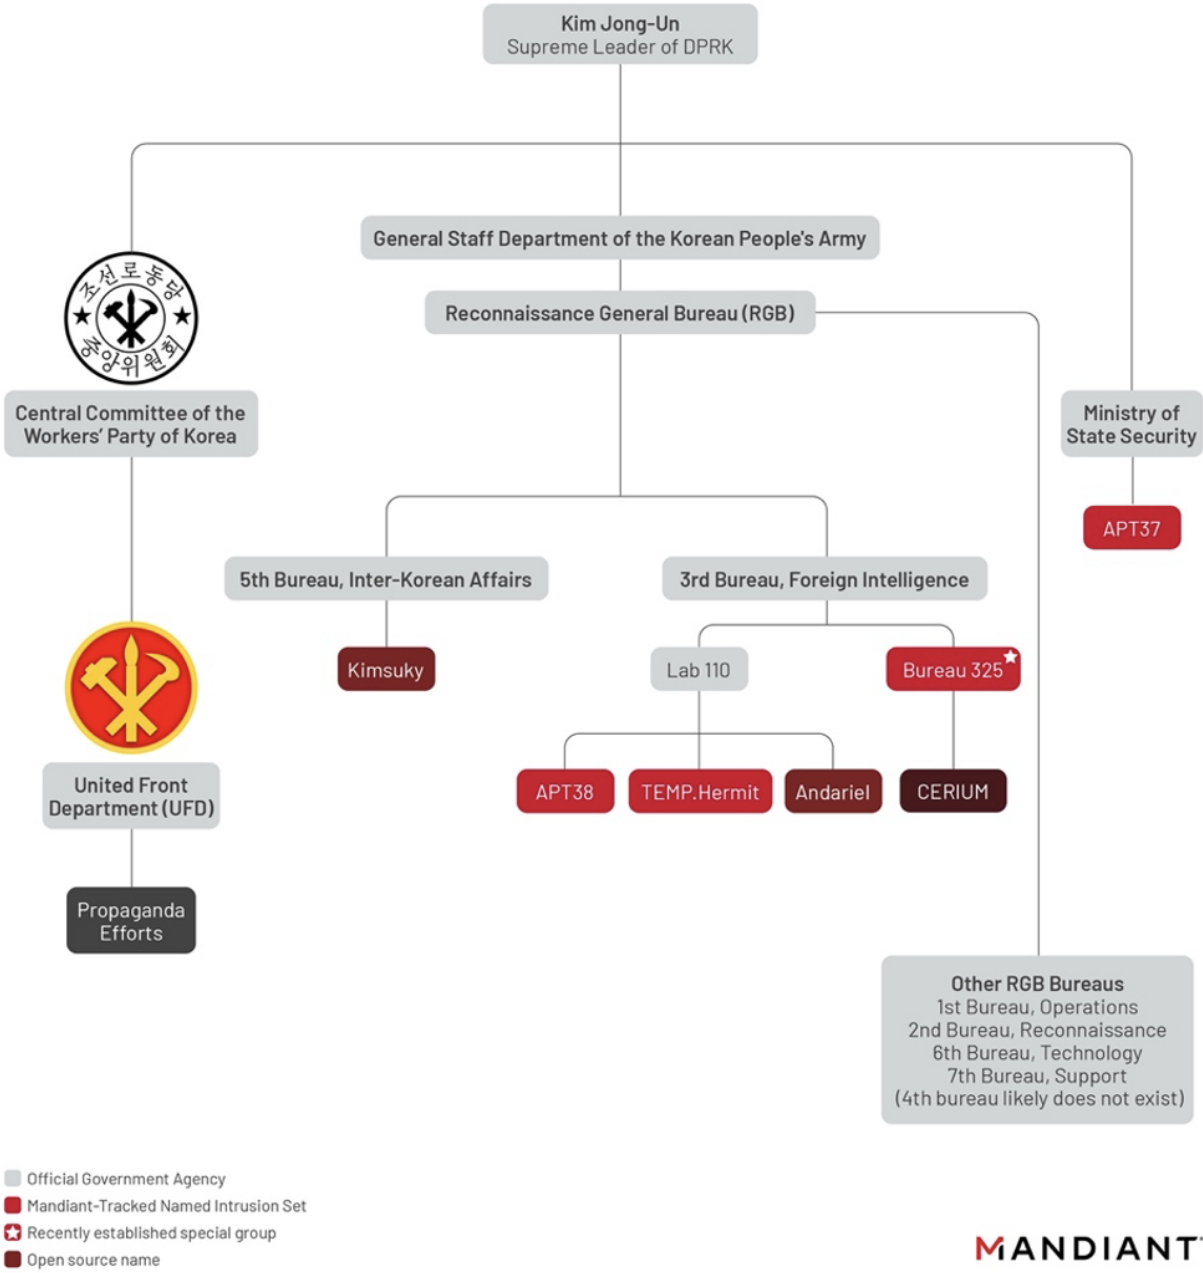 Kim Jong-Un
Supreme Leader of DPRK
General Staff Department of the Korean People's Army
Reconnaissance General Bureau (RGB)
조선로동당
중앙위원회
Central Committee of the
Workers' Party of Korea
Ministry of
State Security
APT37
5th Bureau, Inter-Korean Affairs
3rd Bureau, Foreign Intelligence
Kimsuky
Lab 110
Bureau 325
United Front
Department (UFD)
APT38
TEMP.Hermit
Andariel
CERIUM
Propaganda
Efforts
Other RGB Bureaus
1st Bureau, Operations
2nd Bureau, Reconnaissance
6th Bureau, Technology
7th Bureau, Support
(4th bureau likely does not exist)
Official Government Agency
Mandiant-Tracked Named Intrusion Set
Recently established special group
Open source name
MANDIANT